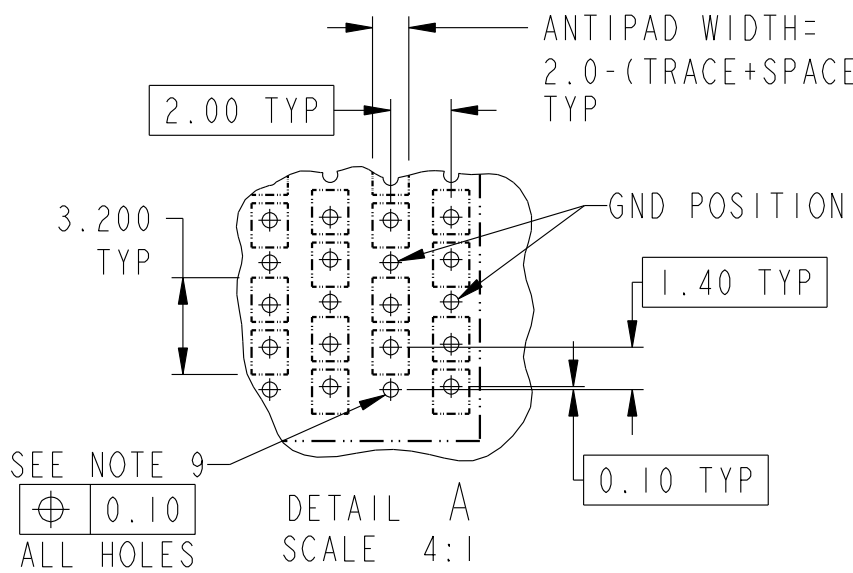 ANTIPAD WIDTH=
2.0-(TRACE+SPACE
TYP
2.00 TYP
3.200
TYP
GND POSITION
1.40 TYP
SEE NOTE 9
⌖ 0.10
ALL HOLES
0.10 TYP
DETAIL A
SCALE 4:1